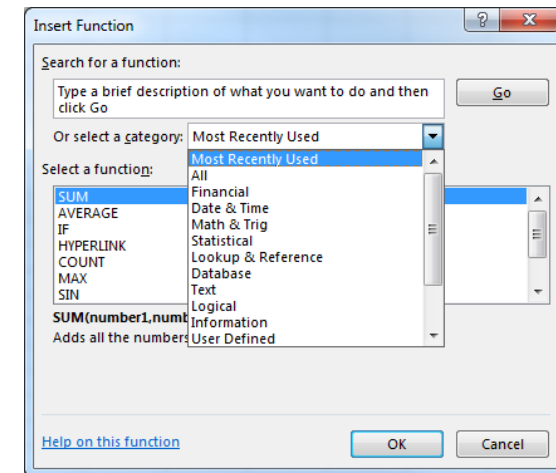 Insert Function
?
X
Search for a function:
Type a brief description of what you want to do and then
click Go
Go
Or select a category: Most Recently Used
Most Recently Used
All
Financial
Date & Time
Math & Trig
Statistical
Lookup & Reference
Database
Text
Logical
Information
User Defined
Select a function:
SUM
AVERAGE
IF
HYPERLINK
COUNT
MAX
SIN
SUM(number1,numb
Adds all the numbers
Help on this function
OK
Cancel